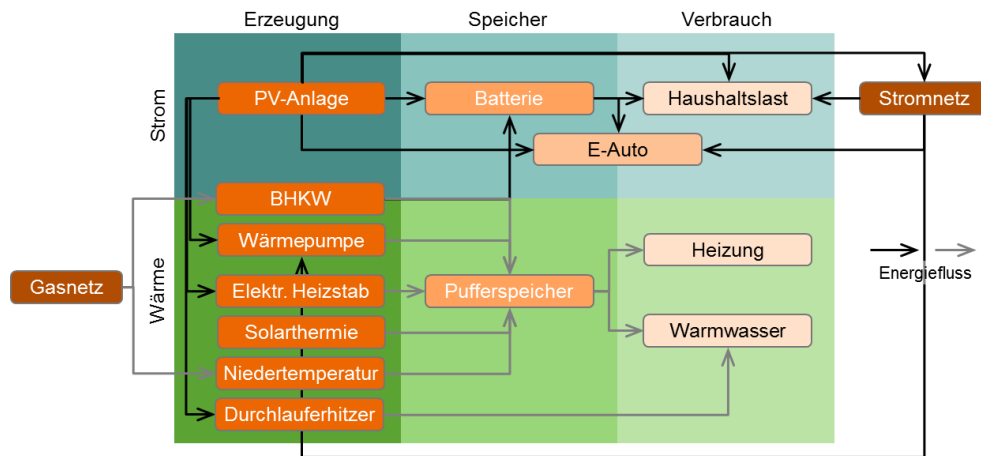 Erzeugung
Speicher
Verbrauch
Strom
PV-Anlage
Batterie
Haushaltslast
Stromnetz
E-Auto
BHKW
Wärmepumpe
Heizung
Wärme
Gasnetz
Elektr. Heizstab
Pufferspeicher
Energiefluss
Solarthermie
Warmwasser
Niedertemperatur
Durchlauferhitzer